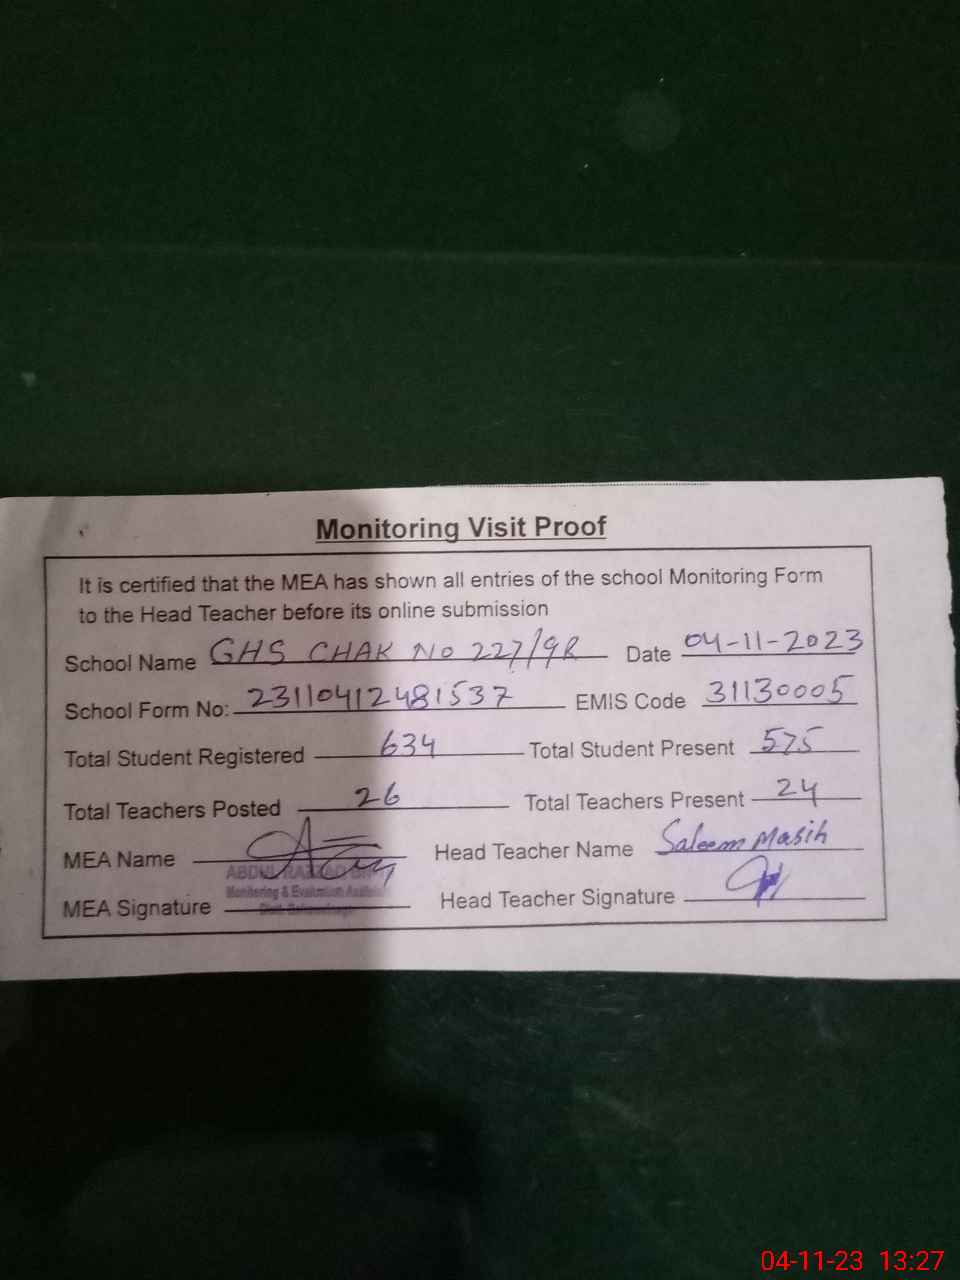 Monitoring Visit Proof
It is certified that the MEA has shown all entries of the school Monitoring Form
to the Head Teacher before its online submission
School Name GHS CHAK NO 227/9R Date 04-11-2023
School Form No: 23110412481537 EMIS Code 31130005
Total Student Registered 634 Total Student Present 575
Total Teachers Posted 26 Total Teachers Present 24
MEA Name Head Teacher Name Saleem Masih
ABDUL RAZZAQ
Monitoring & Evaluation
MEA Signature Head Teacher Signature
04-11-23 13:27